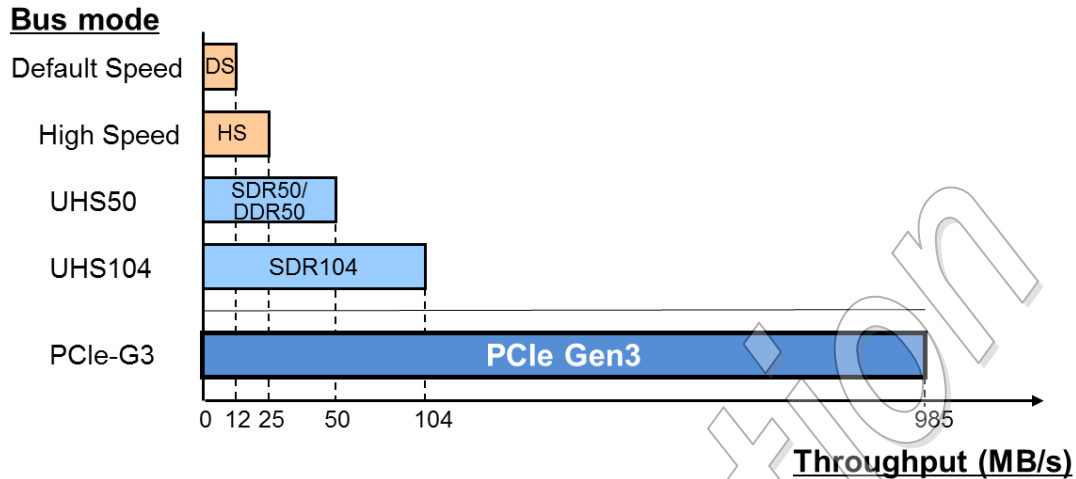 Bus mode
Default Speed
DS
High Speed
HS
UHS50
SDR50/
DDR50
UHS104
SDR104
PCIe-G3
PCIe Gen3
0 12 25 50 104 985
Throughput (MB/s)